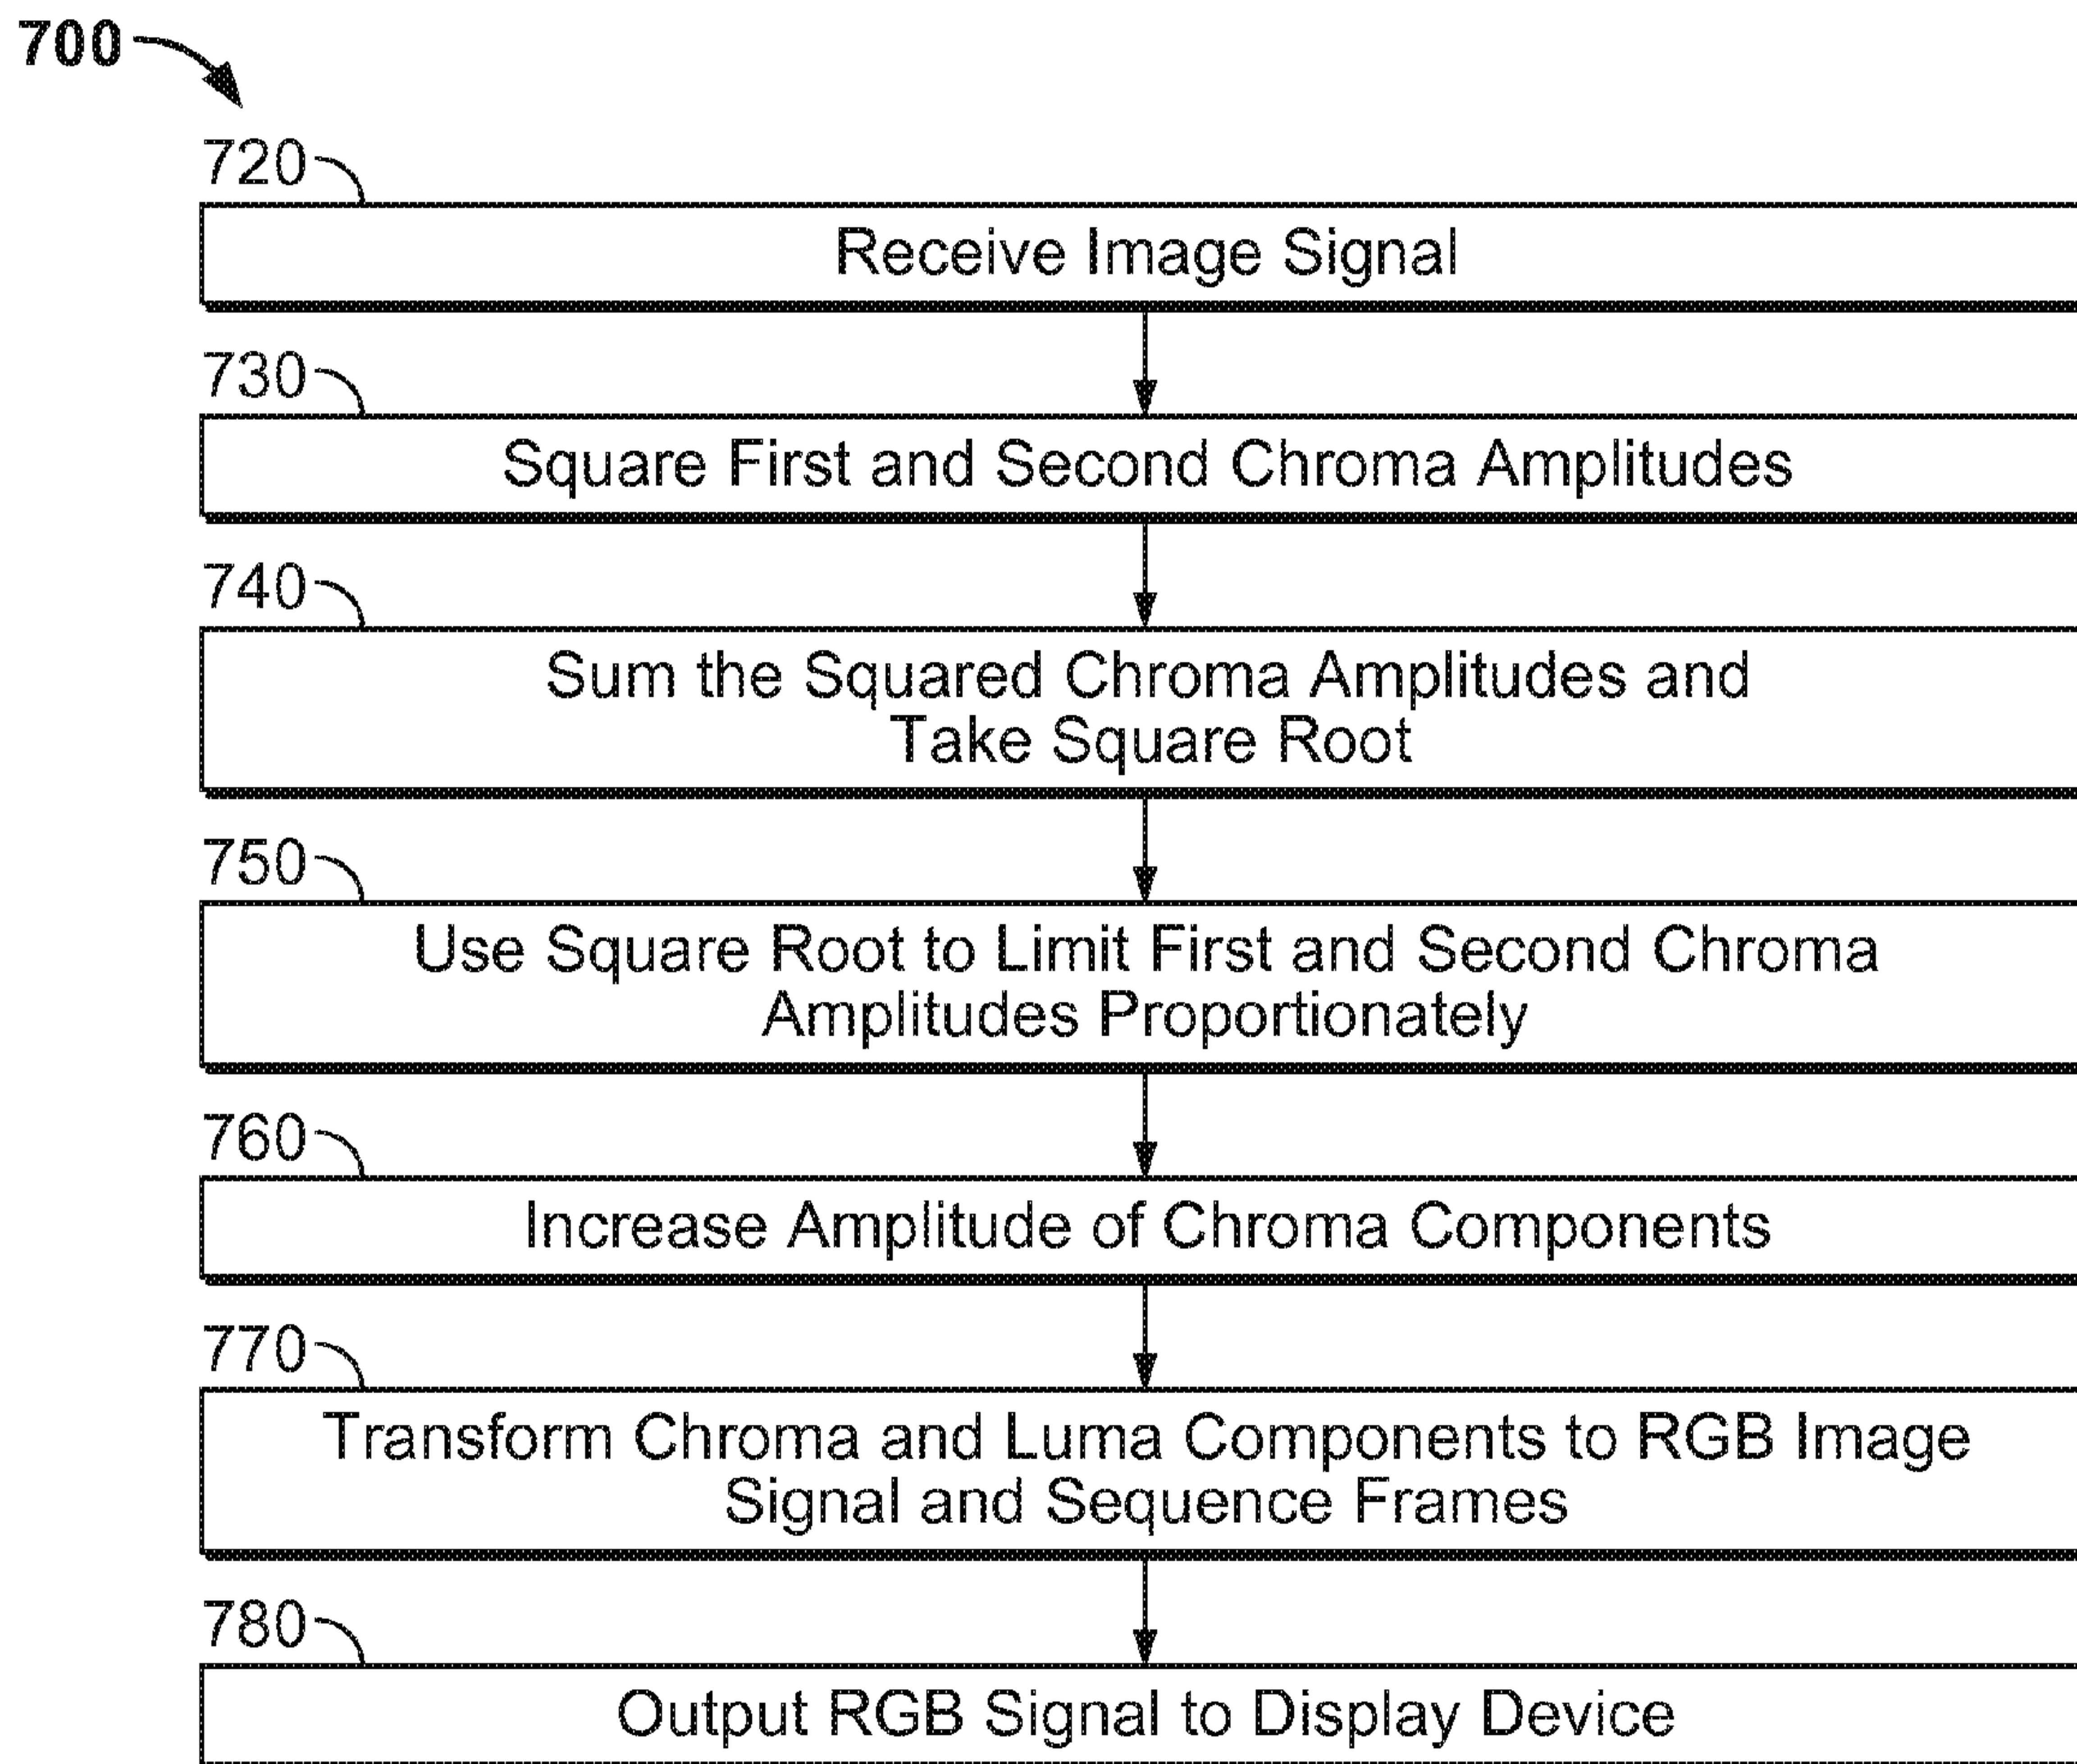 700
720
Receive Image Signal
730
Square First and Second Chroma Amplitudes
740
Sum the Squared Chroma Amplitudes and
Take Square Root
750
Use Square Root to Limit First and Second Chroma
Amplitudes Proportionately
760
Increase Amplitude of Chroma Components
770
Transform Chroma and Luma Components to RGB Image
Signal and Sequence Frames
780
Output RGB Signal to Display Device